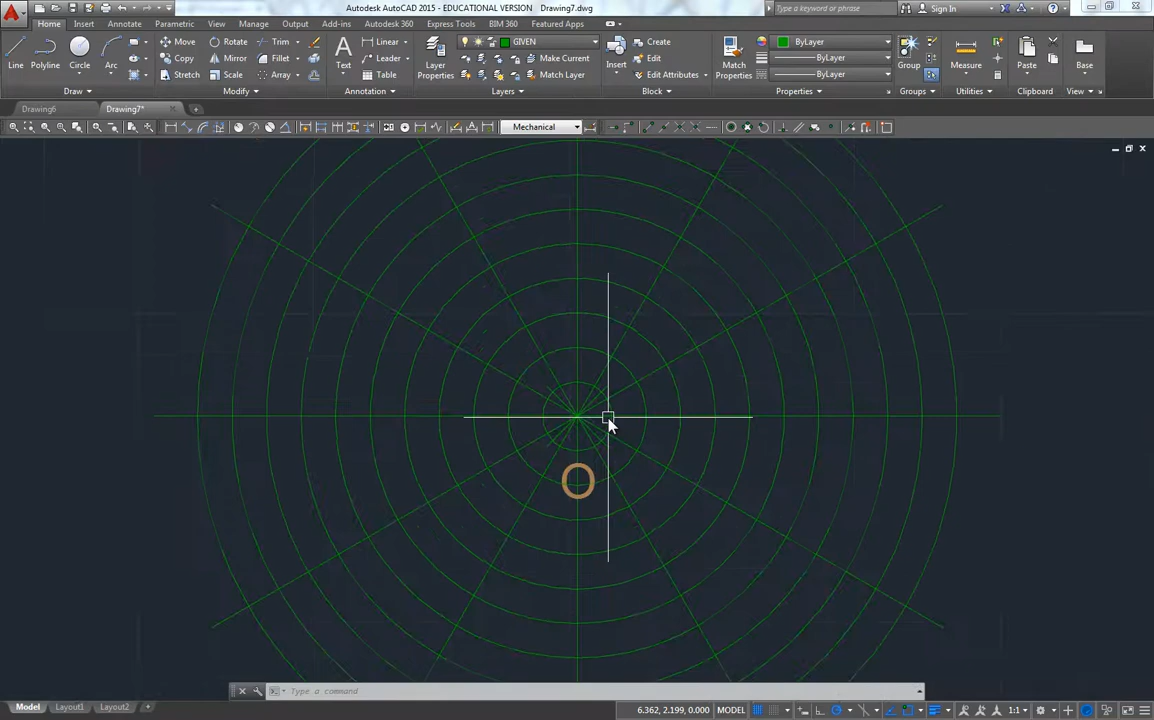 Autodesk AutoCAD 2015 - EDUCATIONAL VERSION Drawing7.dwg
Type a keyword or phrase
Sign In
Home Insert Annotate Parametric View Manage Output Add-ins Autodesk 360 Express Tools BIM 360 Featured Apps
Line Polyline Circle Arc
Move Rotate Trim
Copy Mirror Fillet
Stretch Scale Array
Text
Linear
Leader
Table
Layer Properties
GIVEN
Make Current
Match Layer
Insert
Create
Edit
Edit Attributes
Match Properties
ByLayer
ByLayer
ByLayer
Group
Measure
Paste
Base
Draw Modify Annotation Layers Block Properties Groups Utilities Clipboard View
Drawing6 Drawing7*
Mechanical
O
Type a command
Model Layout1 Layout2
6.362, 2.199, 0.000 MODEL 1:1